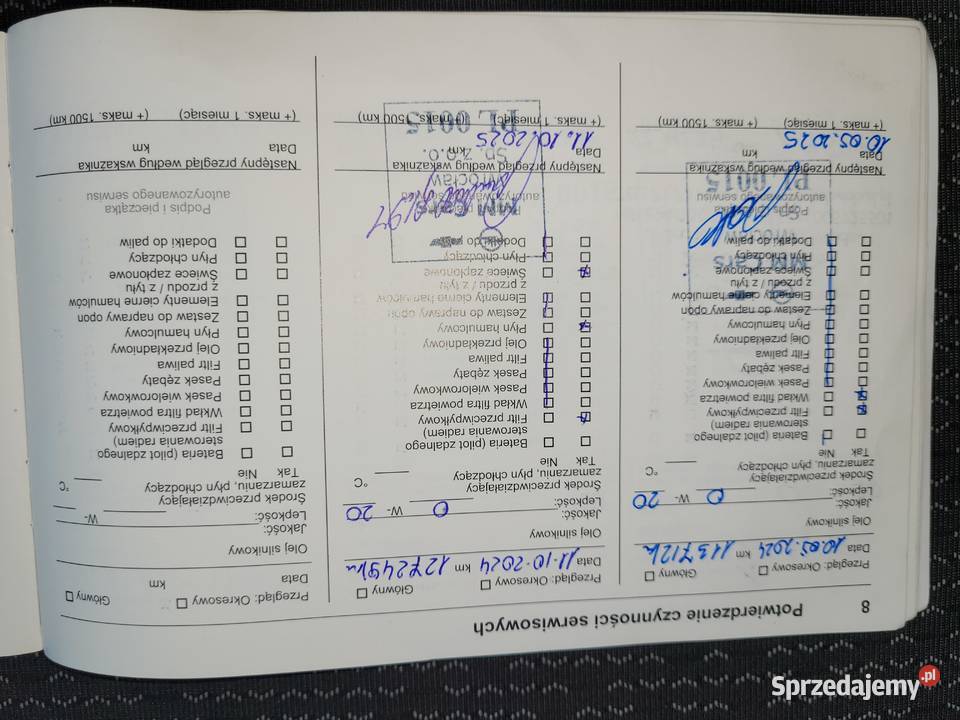 8 Potwierdzenie czynności serwisowych
Przegląd: Okresowy Główny
Data 10.05.2024 km 113712k
Olej silnikowy
Jakość:
Lepkość: 0 W- 20
Środek przeciwdziałający
zamarzaniu, płyn chłodzący °C
Tak Nie
Bateria (pilot zdalnego
sterowania radiem)
Filtr przeciwpyłkowy
Wkład filtra powietrza
Pasek wielorowkowy
Pasek zębaty
Filtr paliwa
Olej przekładniowy
Płyn hamulcowy
Zestaw do naprawy opon
Elementy cierne hamulców
z przodu / z tyłu
Świece zapłonowe
Płyn chłodzący
Dodatki do paliw
MM Cars
Wrocław
PL 0015
Następny przegląd według wskaźnika
Data 10.05.2025 km
(+ maks. 1 miesiąc) (+ maks. 1500 km)
Przegląd: Okresowy Główny
Data 11.10.2024 km 127249km
Olej silnikowy
Jakość:
Lepkość: 0 W- 20
Środek przeciwdziałający
zamarzaniu, płyn chłodzący °C
Tak Nie
Bateria (pilot zdalnego
sterowania radiem)
Filtr przeciwpyłkowy
Wkład filtra powietrza
Pasek wielorowkowy
Pasek zębaty
Filtr paliwa
Olej przekładniowy
Płyn hamulcowy
Zestaw do naprawy opon
Elementy cierne hamulców
z przodu / z tyłu
Świece zapłonowe
Płyn chłodzący
Dodatki do paliw
Wrocław
Sp. z o.o.
PL 0015
Następny przegląd według wskaźnika
Data 11.10.2025 km
(+ maks. 1 miesiąc) (+ maks. 1500 km)
Przegląd: Okresowy Główny
Data km
Olej silnikowy
Jakość:
Lepkość: W-
Środek przeciwdziałający
zamarzaniu, płyn chłodzący °C
Tak Nie
Bateria (pilot zdalnego
sterowania radiem)
Filtr przeciwpyłkowy
Wkład filtra powietrza
Pasek wielorowkowy
Pasek zębaty
Filtr paliwa
Olej przekładniowy
Płyn hamulcowy
Zestaw do naprawy opon
Elementy cierne hamulców
z przodu / z tyłu
Świece zapłonowe
Płyn chłodzący
Dodatki do paliw
Podpis i pieczątka
autoryzowanego serwisu
Następny przegląd według wskaźnika
Data km
(+ maks. 1 miesiąc) (+ maks. 1500 km)
Sprzedajemy.pl